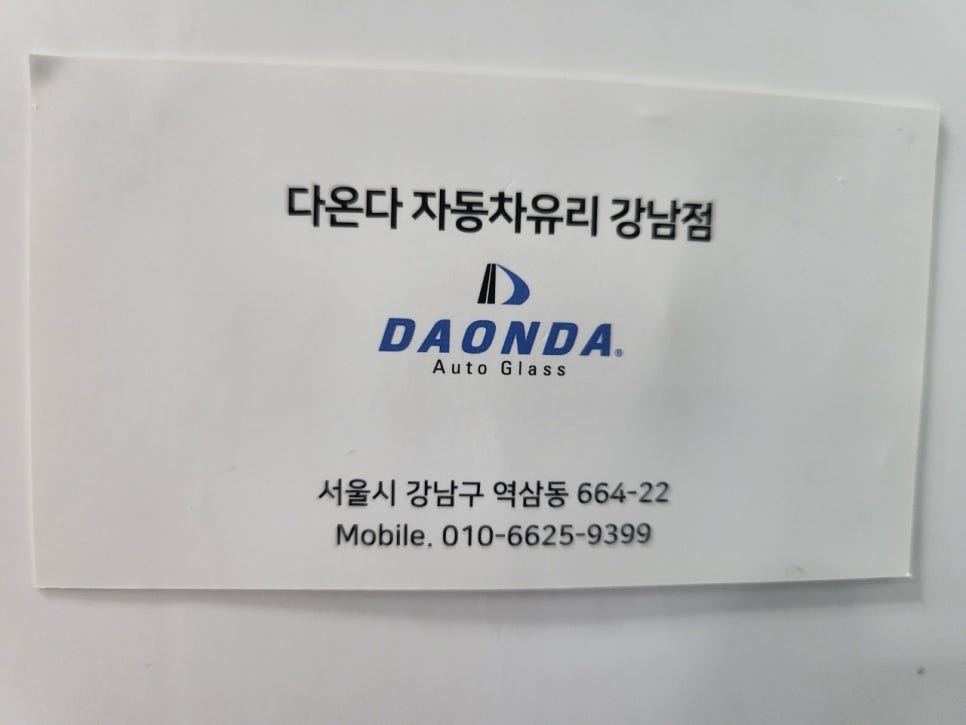 다온다 자동차유리 강남점
DAONDA®
Auto Glass
서울시 강남구 역삼동 664-22
Mobile. 010-6625-9399